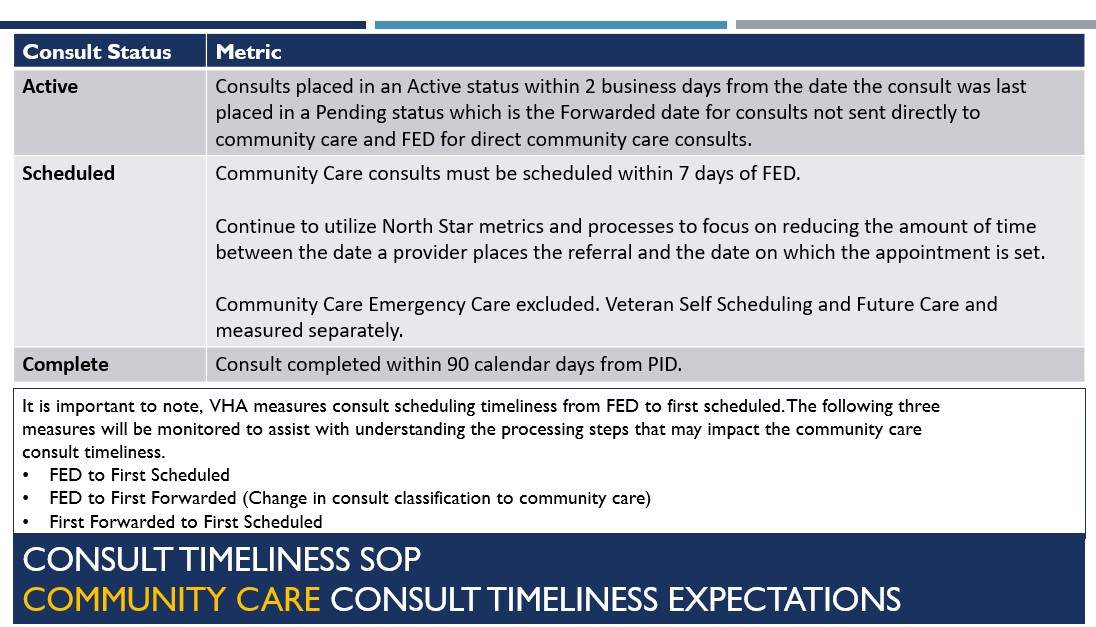 Consult Status Metric
Active Consults placed in an Active status within 2 business days from the date the consult was last
placed in a Pending status which is the Forwarded date for consults not sent directly to
community care and FED for direct community care consults.
Scheduled Community Care consults must be scheduled within 7 days of FED.
Continue to utilize North Star metrics and processes to focus on reducing the amount of time
between the date a provider places the referral and the date on which the appointment is set.
Community Care Emergency Care excluded. Veteran Self Scheduling and Future Care and
measured separately.
Complete Consult completed within 90 calendar days from PID.
It is important to note, VHA measures consult scheduling timeliness from FED to first scheduled. The following three
measures will be monitored to assist with understanding the processing steps that may impact the community care
consult timeliness.
• FED to First Scheduled
• FED to First Forwarded (Change in consult classification to community care)
• First Forwarded to First Scheduled
CONSULT TIMELINESS SOP
COMMUNITY CARE CONSULT TIMELINESS EXPECTATIONS